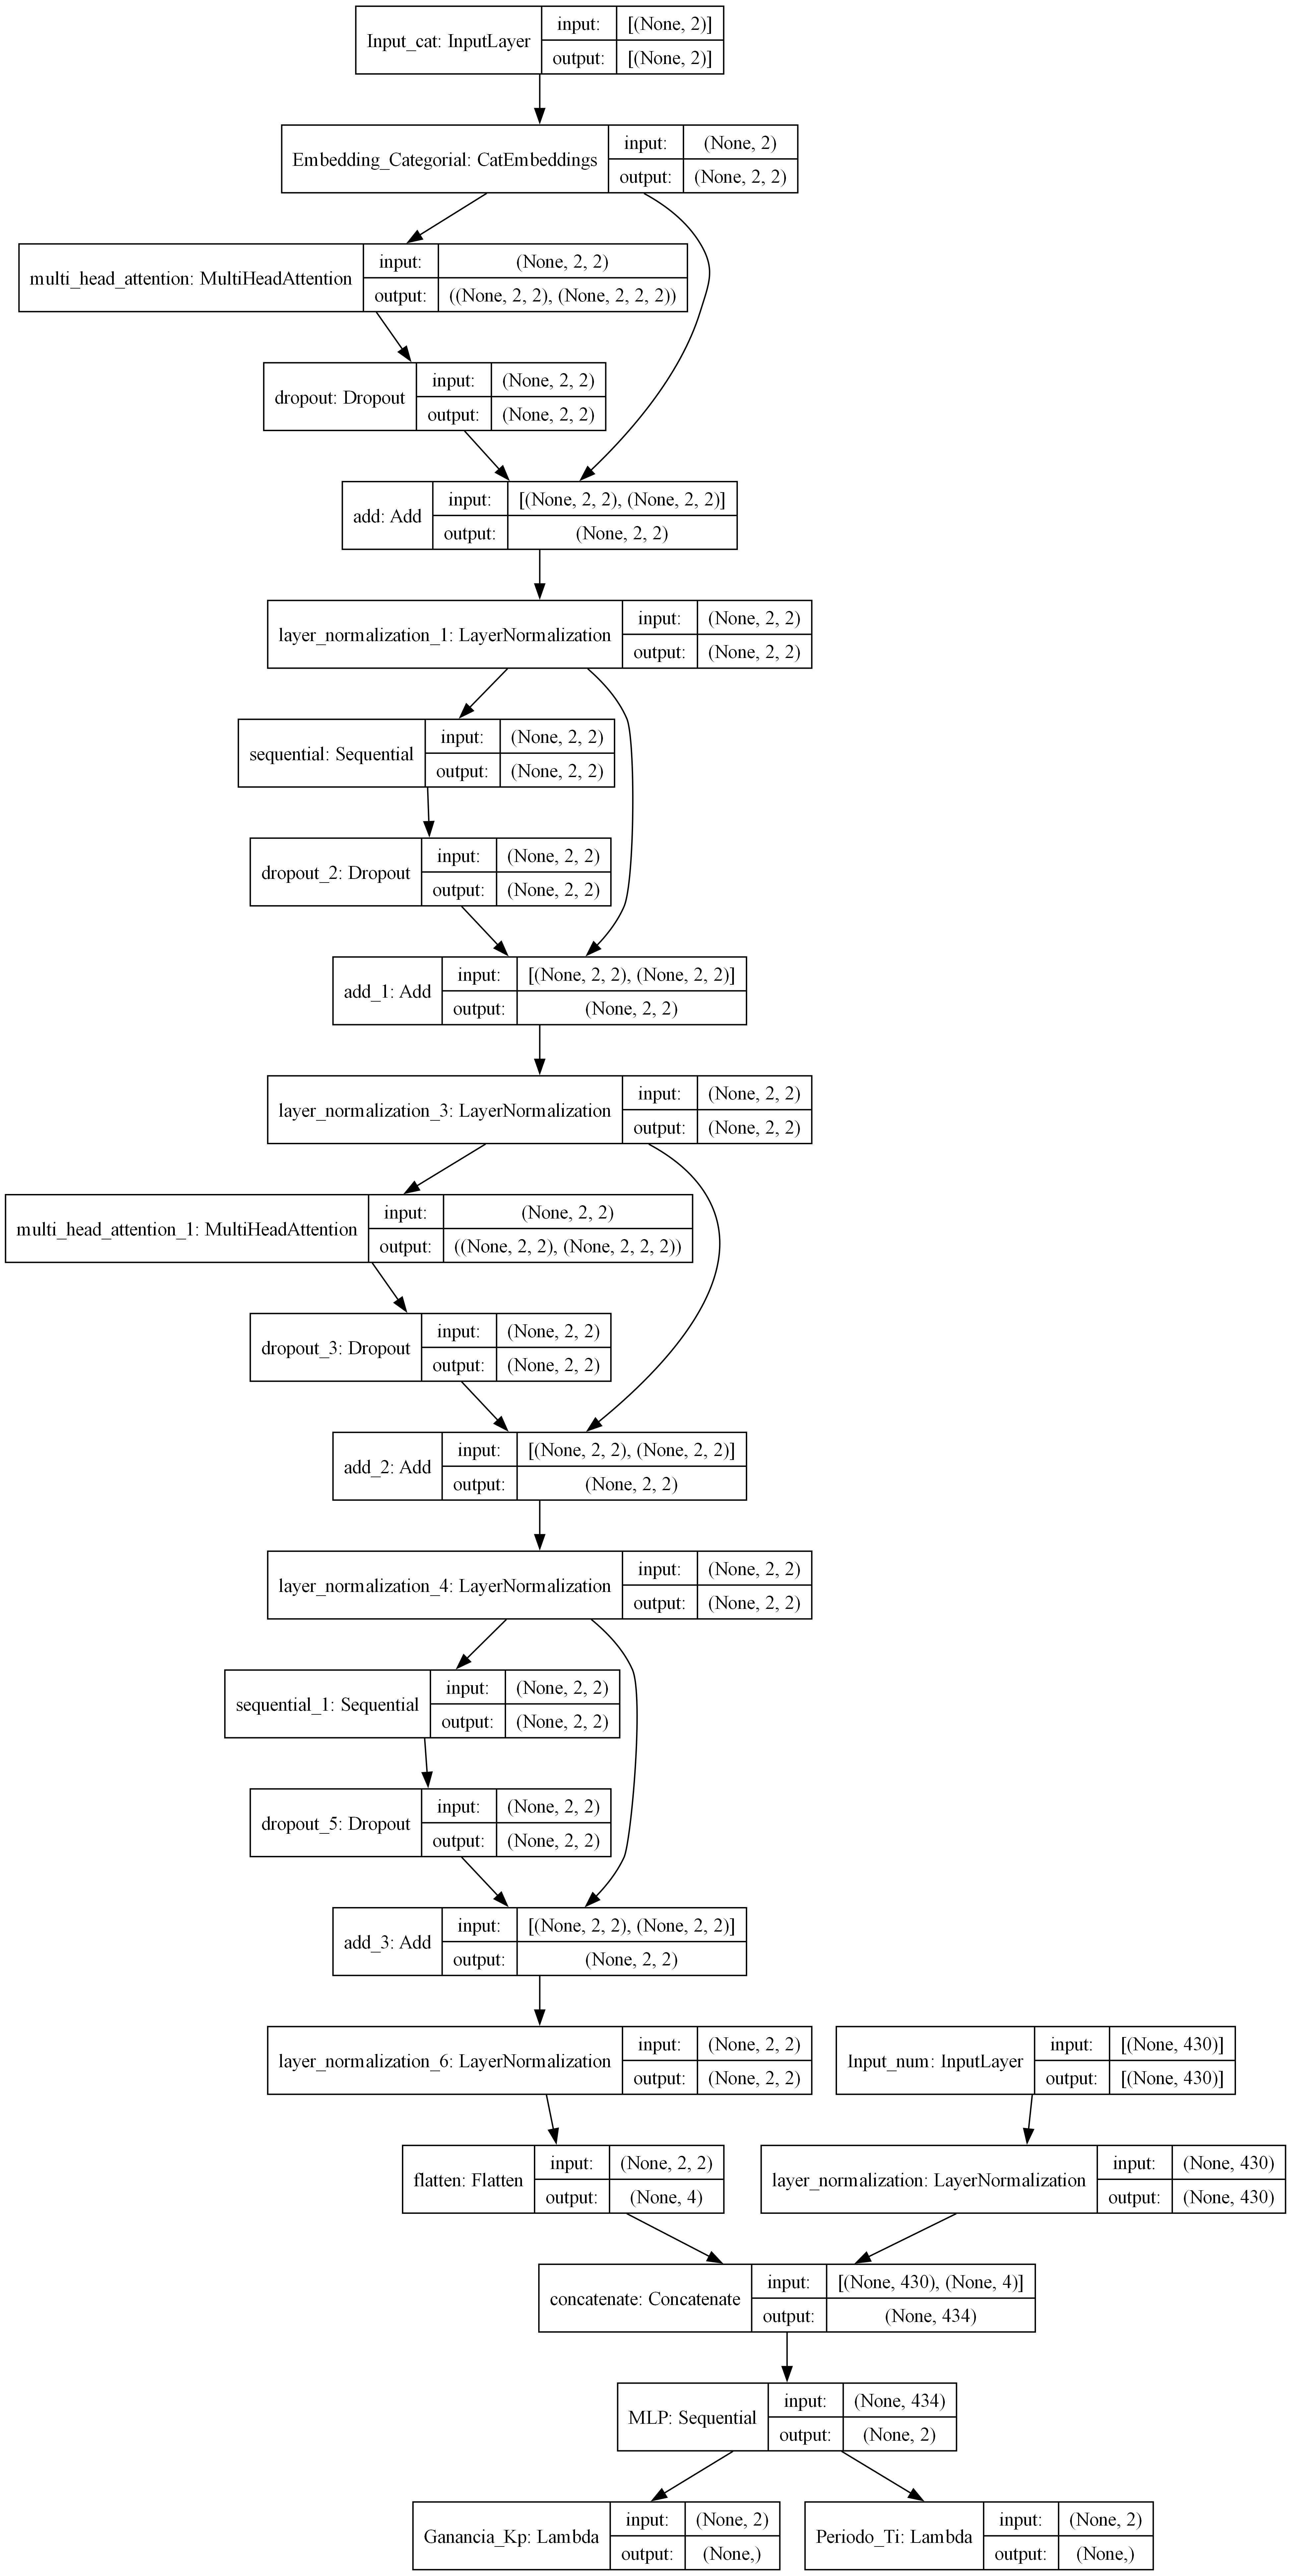 Input_cat: InputLayer
input: [(None, 2)]
output: [(None, 2)]
Embedding_Categorial: CatEmbeddings
input: (None, 2)
output: (None, 2, 2)
multi_head_attention: MultiHeadAttention
input: (None, 2, 2)
output: ((None, 2, 2), (None, 2, 2, 2))
dropout: Dropout
input: (None, 2, 2)
output: (None, 2, 2)
add: Add
input: [(None, 2, 2), (None, 2, 2)]
output: (None, 2, 2)
layer_normalization_1: LayerNormalization
input: (None, 2, 2)
output: (None, 2, 2)
sequential: Sequential
input: (None, 2, 2)
output: (None, 2, 2)
dropout_2: Dropout
input: (None, 2, 2)
output: (None, 2, 2)
add_1: Add
input: [(None, 2, 2), (None, 2, 2)]
output: (None, 2, 2)
layer_normalization_3: LayerNormalization
input: (None, 2, 2)
output: (None, 2, 2)
multi_head_attention_1: MultiHeadAttention
input: (None, 2, 2)
output: ((None, 2, 2), (None, 2, 2, 2))
dropout_3: Dropout
input: (None, 2, 2)
output: (None, 2, 2)
add_2: Add
input: [(None, 2, 2), (None, 2, 2)]
output: (None, 2, 2)
layer_normalization_4: LayerNormalization
input: (None, 2, 2)
output: (None, 2, 2)
sequential_1: Sequential
input: (None, 2, 2)
output: (None, 2, 2)
dropout_5: Dropout
input: (None, 2, 2)
output: (None, 2, 2)
add_3: Add
input: [(None, 2, 2), (None, 2, 2)]
output: (None, 2, 2)
layer_normalization_6: LayerNormalization
input: (None, 2, 2)
output: (None, 2, 2)
Input_num: InputLayer
input: [(None, 430)]
output: [(None, 430)]
flatten: Flatten
input: (None, 2, 2)
output: (None, 4)
layer_normalization: LayerNormalization
input: (None, 430)
output: (None, 430)
concatenate: Concatenate
input: [(None, 430), (None, 4)]
output: (None, 434)
MLP: Sequential
input: (None, 434)
output: (None, 2)
Ganancia_Kp: Lambda
input: (None, 2)
output: (None,)
Periodo_Ti: Lambda
input: (None, 2)
output: (None,)